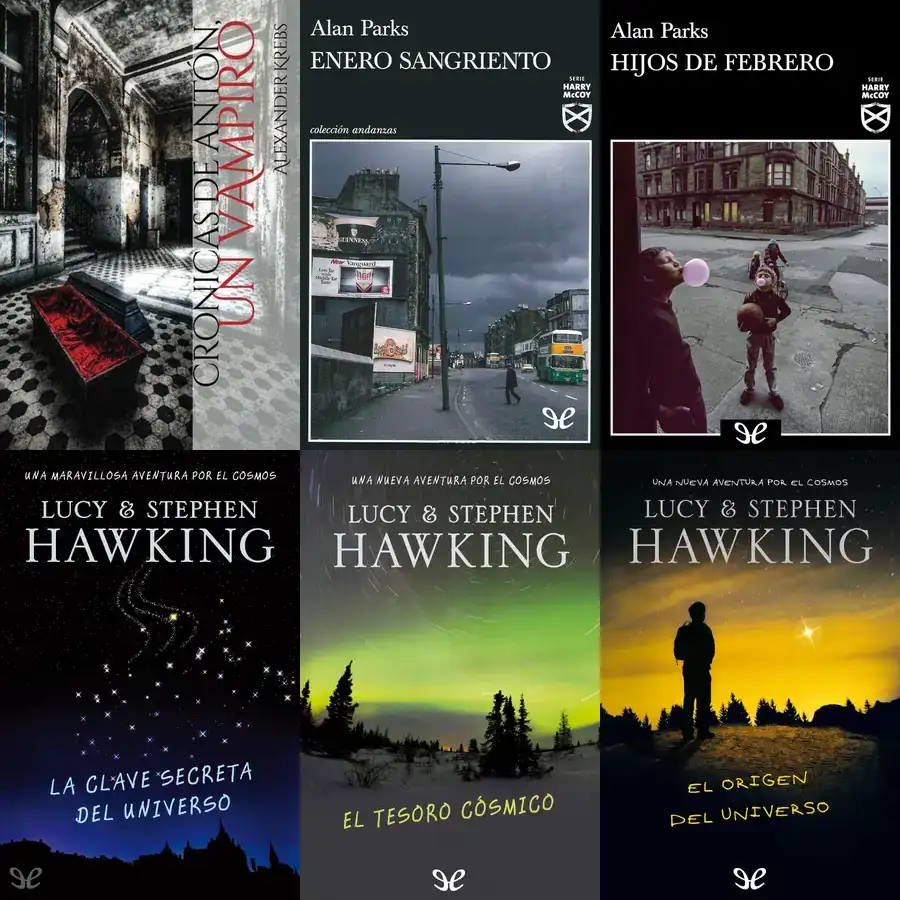 CRÓNICAS DE ANTÓN,
UN VAMPIRO
ALEXANDER KREBS
Alan Parks
ENERO SANGRIENTO
SERIE
HARRY
McCOY
colección andanzas
GUINNESS
New Vanguard
Alan Parks
HIJOS DE FEBRERO
SERIE
HARRY
McCOY
UNA MARAVILLOSA AVENTURA POR EL COSMOS
LUCY & STEPHEN
HAWKING
LA CLAVE SECRETA
DEL UNIVERSO
UNA NUEVA AVENTURA POR EL COSMOS
LUCY & STEPHEN
HAWKING
EL TESORO CÓSMICO
UNA NUEVA AVENTURA POR EL COSMOS
LUCY & STEPHEN
HAWKING
EL ORIGEN
DEL UNIVERSO